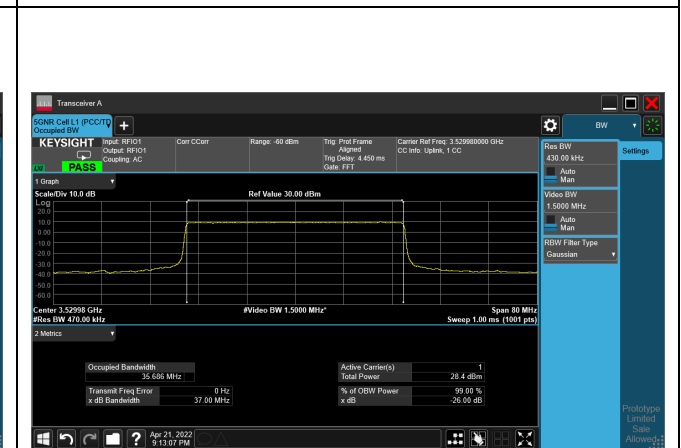 Transceiver A
5GNR Cell L1 (PCC/TD
Occupied BW
+
BW
KEYSIGHT
Input: RFIO1
Output: RFIO1
Coupling: AC
Corr CCorr
Range: -60 dBm
Trig: Prot Frame
Aligned
Trig Delay: 4.450 ms
Gate: FFT
Carrier Ref Freq: 3.529980000 GHz
CC Info: Uplink, 1 CC
PASS
Res BW
430.00 kHz
Auto
Man
Settings
Video BW
1.5000 MHz
Auto
Man
RBW Filter Type
Gaussian
1 Graph
Scale/Div 10.0 dB
Ref Value 30.00 dBm
Log
20.0
10.0
0.00
-10.0
-20.0
-30.0
-40.0
-50.0
-60.0
Center 3.52998 GHz
#Video BW 1.5000 MHz*
Span 80 MHz
#Res BW 470.00 kHz
Sweep 1.00 ms (1001 pts)
2 Metrics
Occupied Bandwidth
35.686 MHz
Active Carrier(s) 1
Total Power 28.4 dBm
Transmit Freq Error 0 Hz
x dB Bandwidth 37.00 MHz
% of OBW Power 99.00 %
x dB -26.00 dB
Prototype
Limited
Sale
Allowed
?
Apr 21, 2022
9:13:07 PM